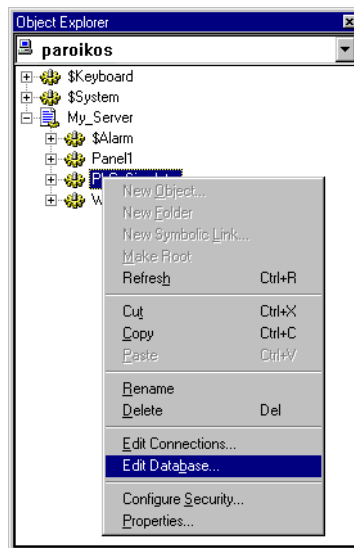 Object Explorer
paroikos
$Keyboard
$System
My_Server
$Alarm
Panel1
New Object...
New Folder
New Symbolic Link...
Make Root
Refresh Ctrl+R
Cut Ctrl+X
Copy Ctrl+C
Paste Ctrl+V
Rename
Delete Del
Edit Connections...
Edit Database...
Configure Security...
Properties...